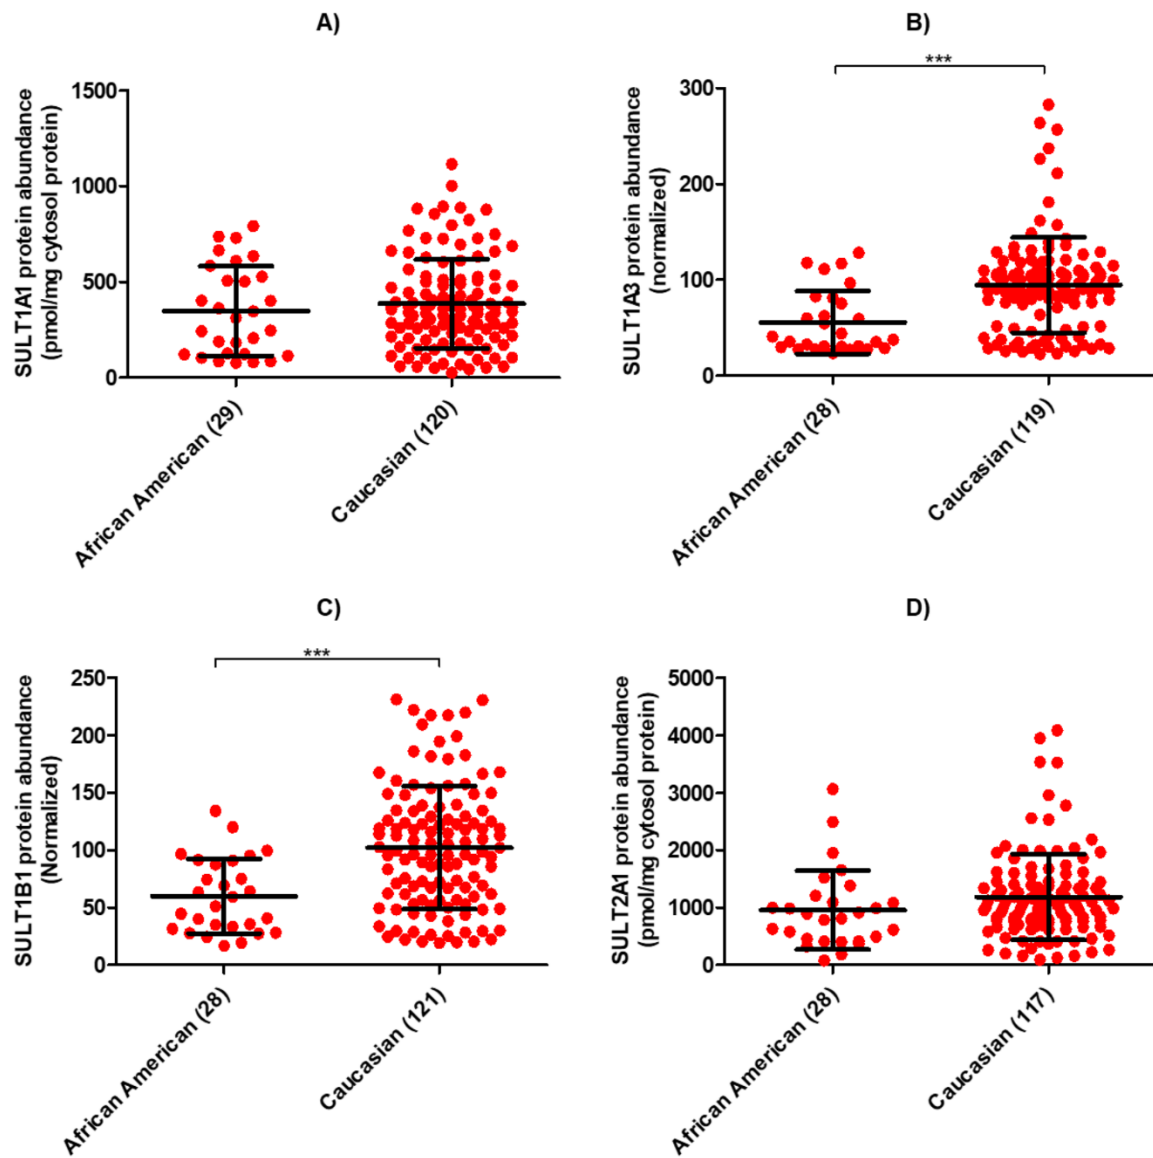 A)
SULT1A1 protein abundance
(pmol/mg cytosol protein)
1500
1000
500
0
African American (29)
Caucasian (120)
B)
***
SULT1A3 protein abundance
(normalized)
300
200
100
0
African American (28)
Caucasian (119)
C)
***
SULT1B1 protein abundance
(Normalized)
250
200
150
100
50
0
African American (28)
Caucasian (121)
D)
SULT2A1 protein abundance
(pmol/mg cytosol protein)
5000
4000
3000
2000
1000
0
African American (28)
Caucasian (117)